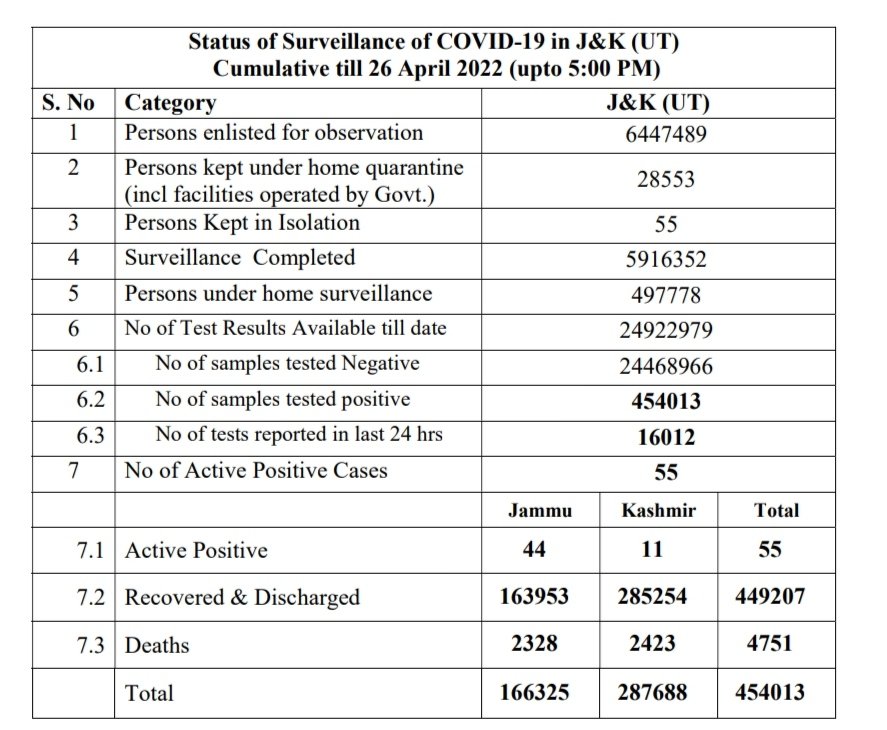 Status of Surveillance of COVID-19 in J&K (UT)
Cumulative till 26 April 2022 (upto 5:00 PM)
S. No Category J&K (UT)
1 Persons enlisted for observation 6447489
2 Persons kept under home quarantine
(incl facilities operated by Govt.) 28553
3 Persons Kept in Isolation 55
4 Surveillance Completed 5916352
5 Persons under home surveillance 497778
6 No of Test Results Available till date 24922979
6.1 No of samples tested Negative 24468966
6.2 No of samples tested positive 454013
6.3 No of tests reported in last 24 hrs 16012
7 No of Active Positive Cases 55
Jammu Kashmir Total
7.1 Active Positive 44 11 55
7.2 Recovered & Discharged 163953 285254 449207
7.3 Deaths 2328 2423 4751
Total 166325 287688 454013